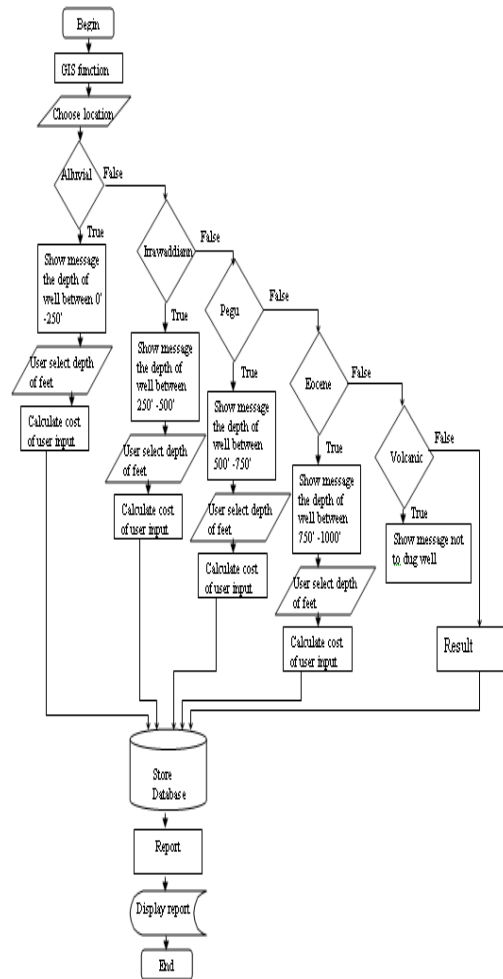 Begin
GIS function
Choose location
Alluvial
False
True
Show message
the depth of
well between 0'
-250'
User select depth
of feet
Calculate cost
of user input
Irrawaddiann
False
True
Show message
the depth of
well between
250' -500'
User select depth
of feet
Calculate cost
of user input
Pegu
False
True
Show message
the depth of
well between
500' -750'
User select depth
of feet
Calculate cost
of user input
Eocene
False
True
Show message
the depth of
well between
750' -1000'
User select depth
of feet
Calculate cost
of user input
Volcanic
False
True
Show message not
to dug well
Result
Store
Database
Report
Display report
End